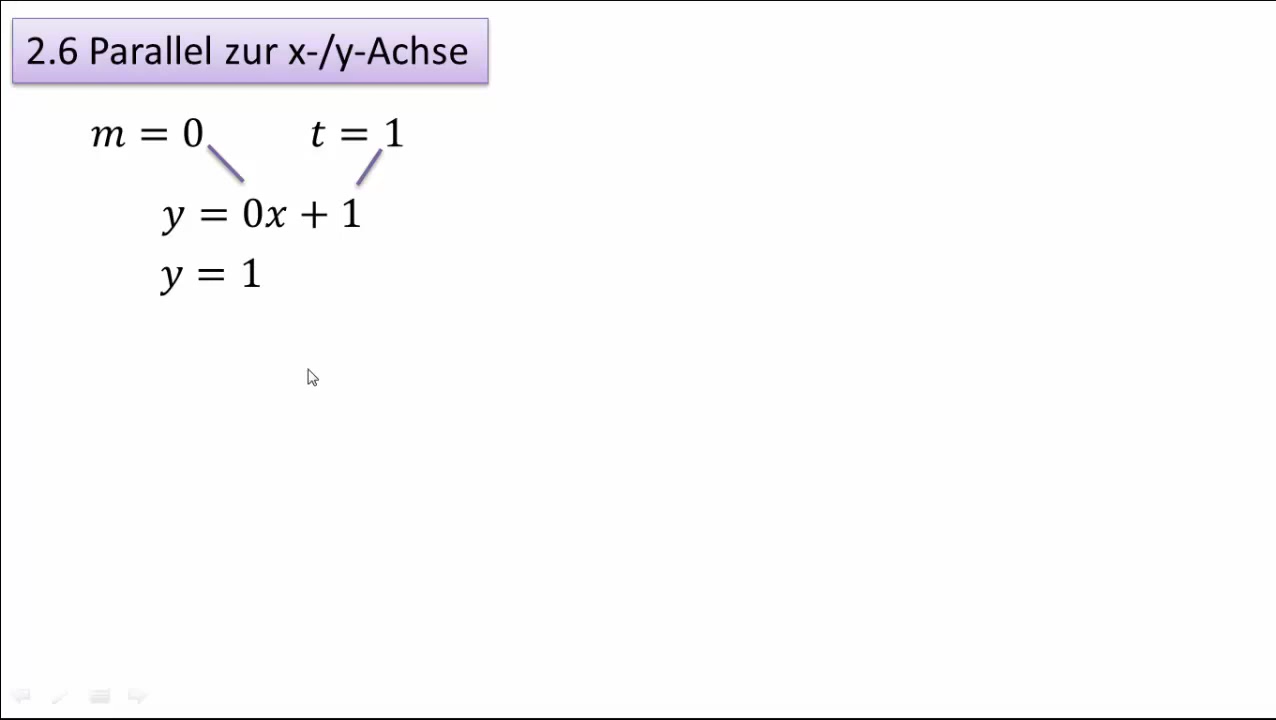 2.6 Parallel zur x-/y-Achse
m = 0 t = 1
y = 0x + 1
y = 1